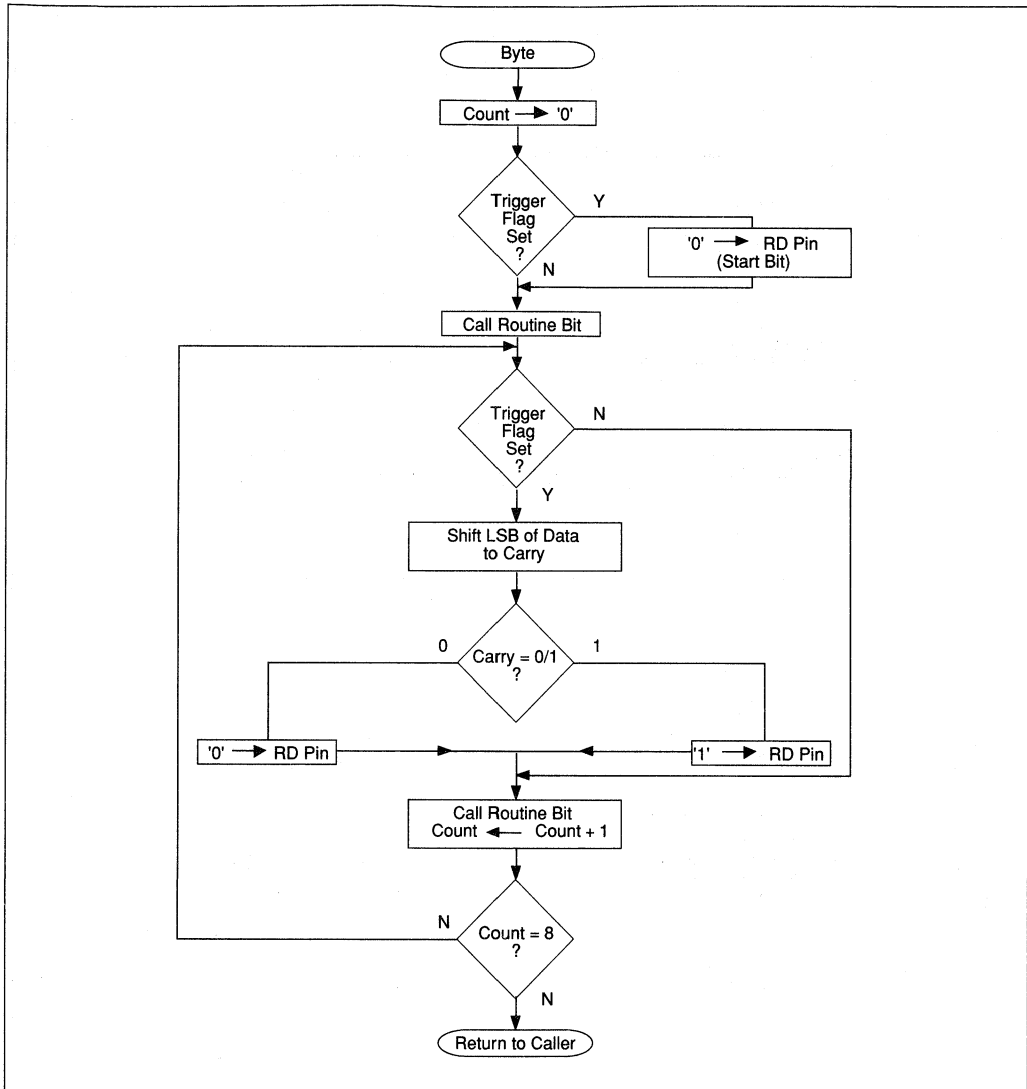 Byte
Count → '0'
Trigger
Flag
Set
?
Y
'0' → RD Pin
(Start Bit)
N
Call Routine Bit
Trigger
Flag
Set
?
N
Y
Shift LSB of Data
to Carry
0
Carry = 0/1
?
1
'0' → RD Pin
'1' → RD Pin
Call Routine Bit
Count ← Count + 1
N
Count = 8
?
N
Return to Caller